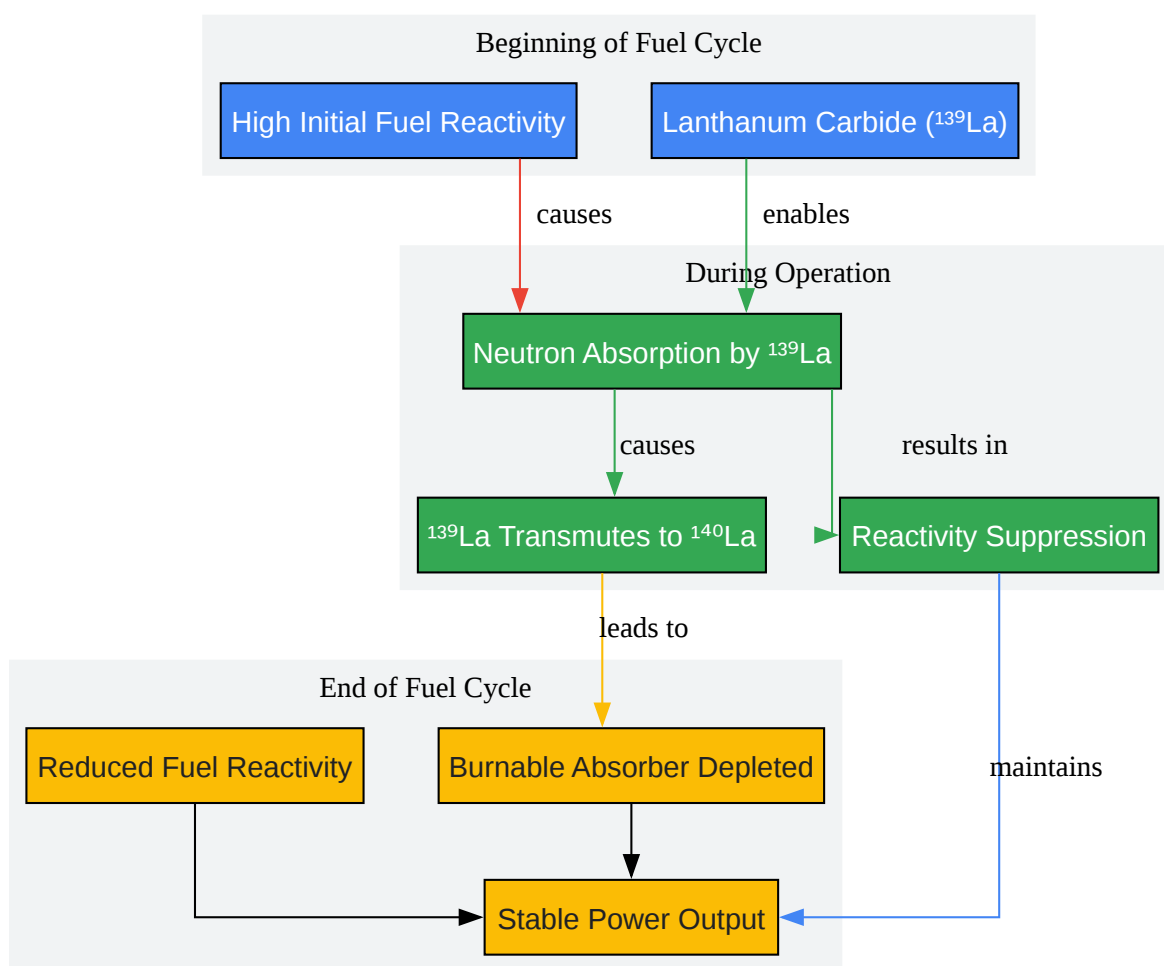 Beginning of Fuel Cycle
High Initial Fuel Reactivity
Lanthanum Carbide (¹³⁹La)
causes
enables
During Operation
Neutron Absorption by ¹³⁹La
causes
results in
¹³⁹La Transmutes to ¹⁴⁰La
Reactivity Suppression
leads to
End of Fuel Cycle
Reduced Fuel Reactivity
Burnable Absorber Depleted
maintains
Stable Power Output